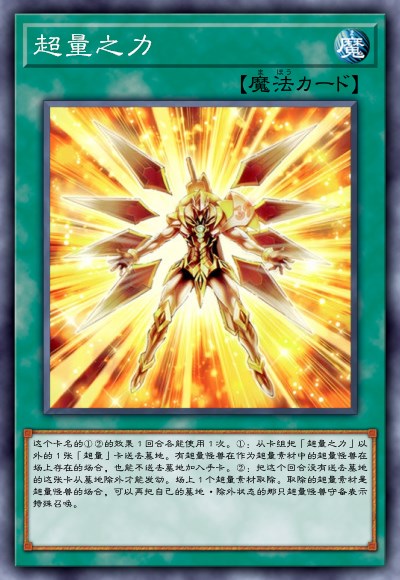 超量之力
魔
【魔法カード】
ま ほう
这个卡名的①②的效果1回合各能使用1次。①：从卡组把「超量之力」以
外的1张「超量」卡送去墓地。有超量怪兽在作为超量素材中的超量怪兽在
场上存在的场合，也能不送去墓地加入手卡。②：把这个回合没有送去墓地
的这张卡从墓地除外才能发动。场上1个超量素材取除。取除的超量素材是
超量怪兽的场合，可以再把自己的墓地·除外状态的那只超量怪兽守备表示
特殊召唤。